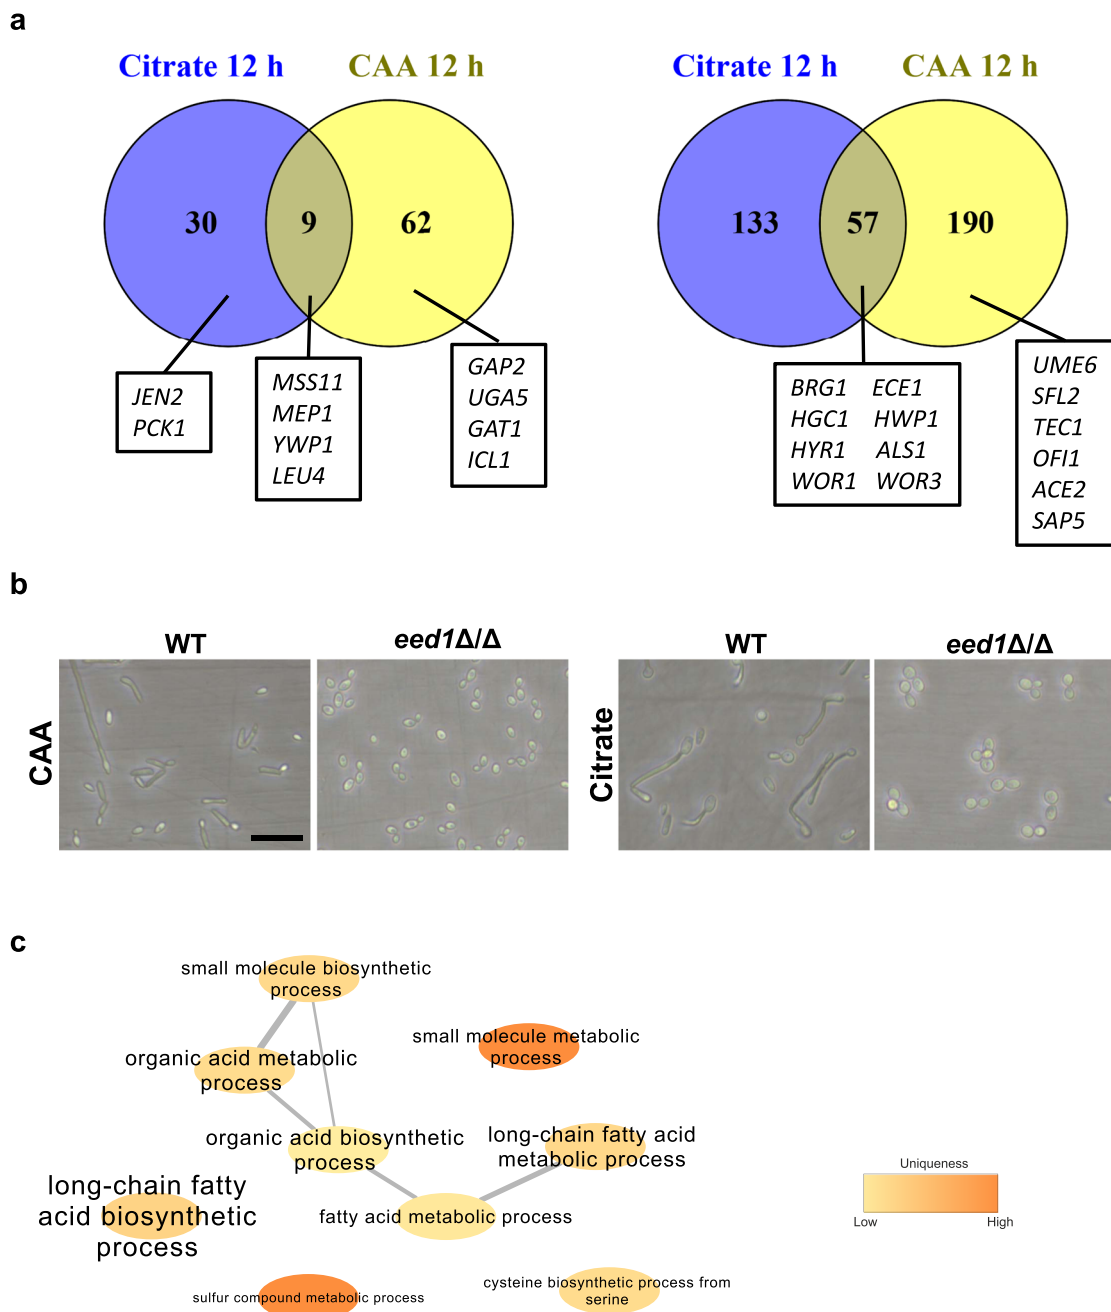 a
Citrate 12 h CAA 12 h
30 9 62
JEN2
PCK1
MSS11
MEP1
YWP1
LEU4
GAP2
UGA5
GAT1
ICL1
Citrate 12 h CAA 12 h
133 57 190
BRG1 ECE1
HGC1 HWP1
HYR1 ALS1
WOR1 WOR3
UME6
SFL2
TEC1
OFI1
ACE2
SAP5
b
WT eed1Δ/Δ WT eed1Δ/Δ
CAA
Citrate
c
small molecule biosynthetic
process
small molecule metabolic
process
organic acid metabolic
process
organic acid biosynthetic
process
long-chain fatty acid
metabolic process
long-chain fatty
acid biosynthetic
process
fatty acid metabolic process
sulfur compound metabolic process
cysteine biosynthetic process from
serine
Uniqueness
Low High